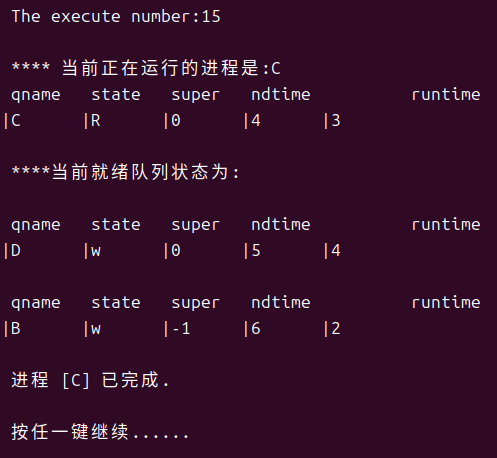 The execute number:15
**** 当前正在运行的进程是:C
qname state super ndtime runtime
|C |R |0 |4 |3
****当前就绪队列状态为:
qname state super ndtime runtime
|D |w |0 |5 |4
qname state super ndtime runtime
|B |w |-1 |6 |2
进程 [C] 已完成.
按任一键继续......